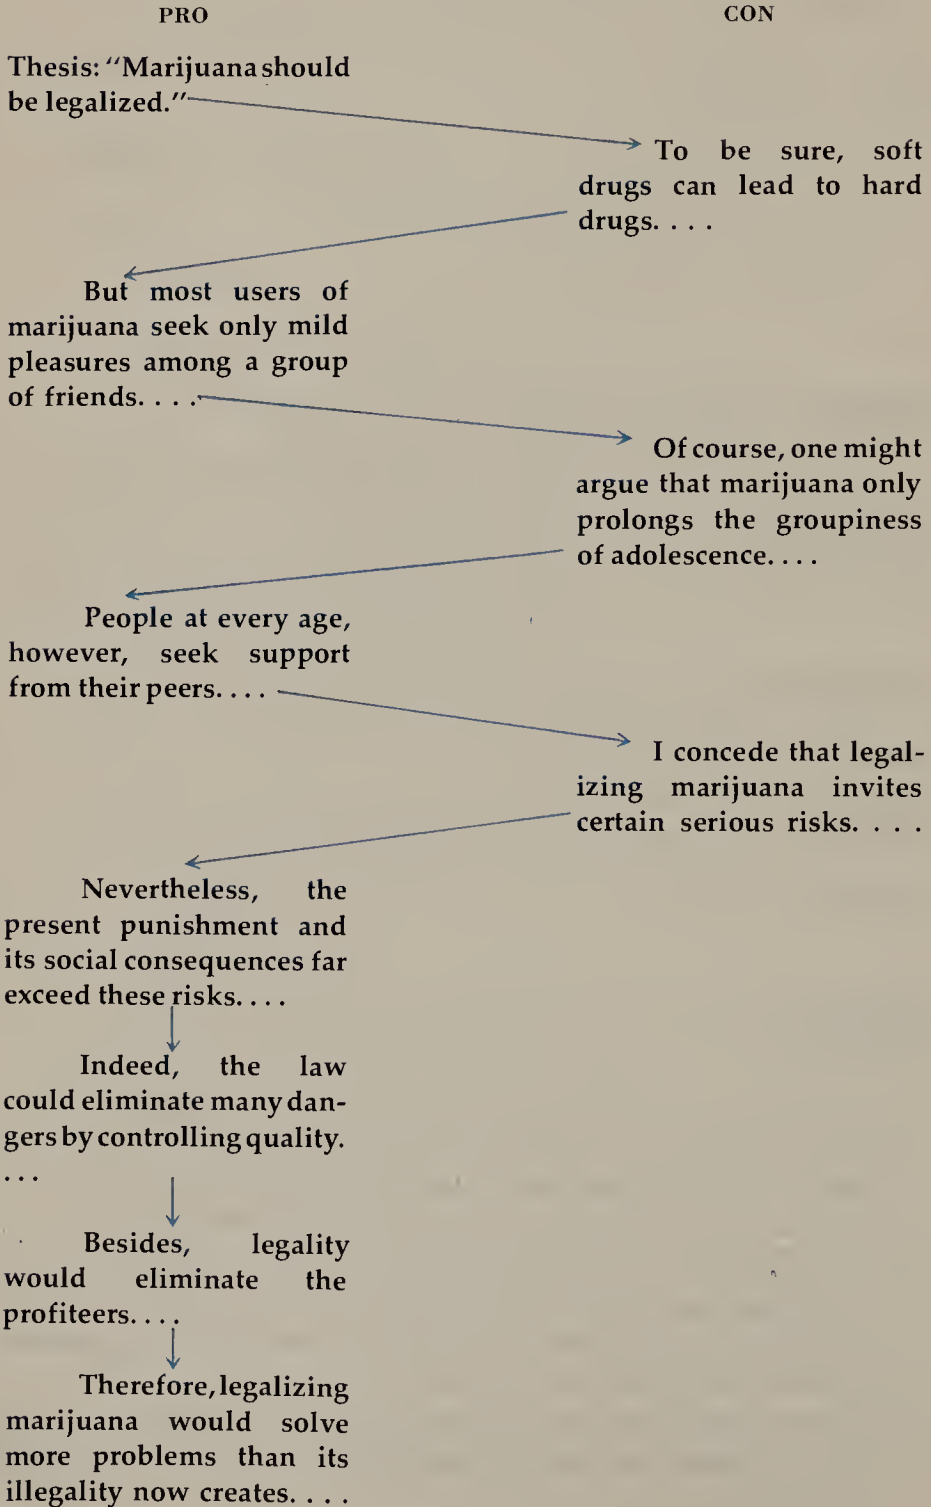 PRO
CON
Thesis: “Marijuana should
be legalized.”
To be sure, soft
drugs can lead to hard
drugs. . . .
But most users of
marijuana seek only mild
pleasures among a group
of friends. . . .
Of course, one might
argue that marijuana only
prolongs the groupiness
of adolescence. . . .
People at every age,
however, seek support
from their peers. . . .
I concede that legal-
izing marijuana invites
certain serious risks. . . .
Nevertheless, the
present punishment and
its social consequences far
exceed these risks. . . .
Indeed, the law
could eliminate many dan-
gers by controlling quality.
. . .
Besides, legality
would eliminate the
profiteers. . . .
Therefore, legalizing
marijuana would solve
more problems than its
illegality now creates. . . .